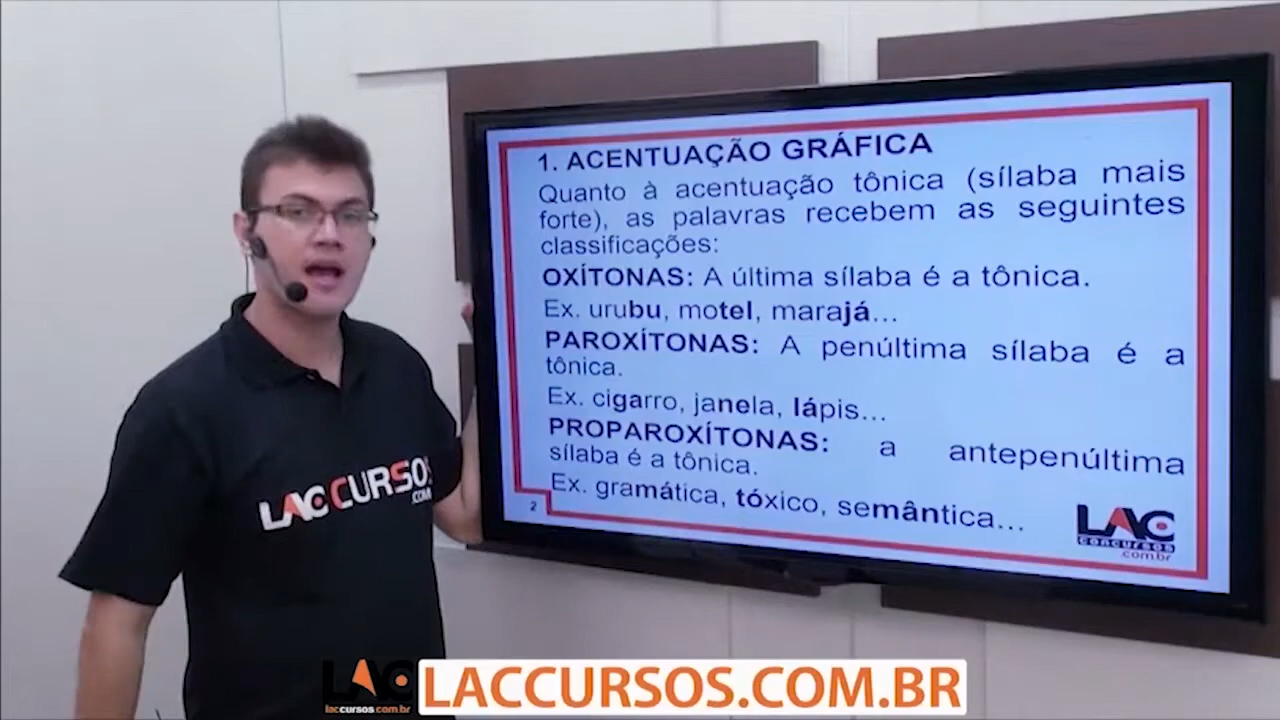 1. ACENTUAÇÃO GRÁFICA
Quanto à acentuação tônica (sílaba mais
forte), as palavras recebem as seguintes
classificações:
OXÍTONAS: A última sílaba é a tônica.
Ex. urubu, motel, marajá...
PAROXÍTONAS: A penúltima sílaba é a
tônica.
Ex. cigarro, janela, lápis...
PROPAROXÍTONAS: a antepenúltima
sílaba é a tônica.
Ex. gramática, tóxico, semântica...
2
LAC
concursos
.com.br
LACCURSOS
.COM
LAC
laccursos.com.br
LACCURSOS.COM.BR